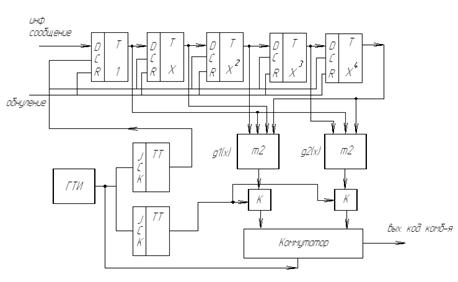 инф.
сообщение
D T D T D T D T D T
C C C C C
R 1 R X R X² R X³ R X⁴
обнуление
g1(x) m2 g2(x) m2
J TT
C
K
ГТИ
K K
J TT
C
K
Коммутатор
вых. код. комб-я